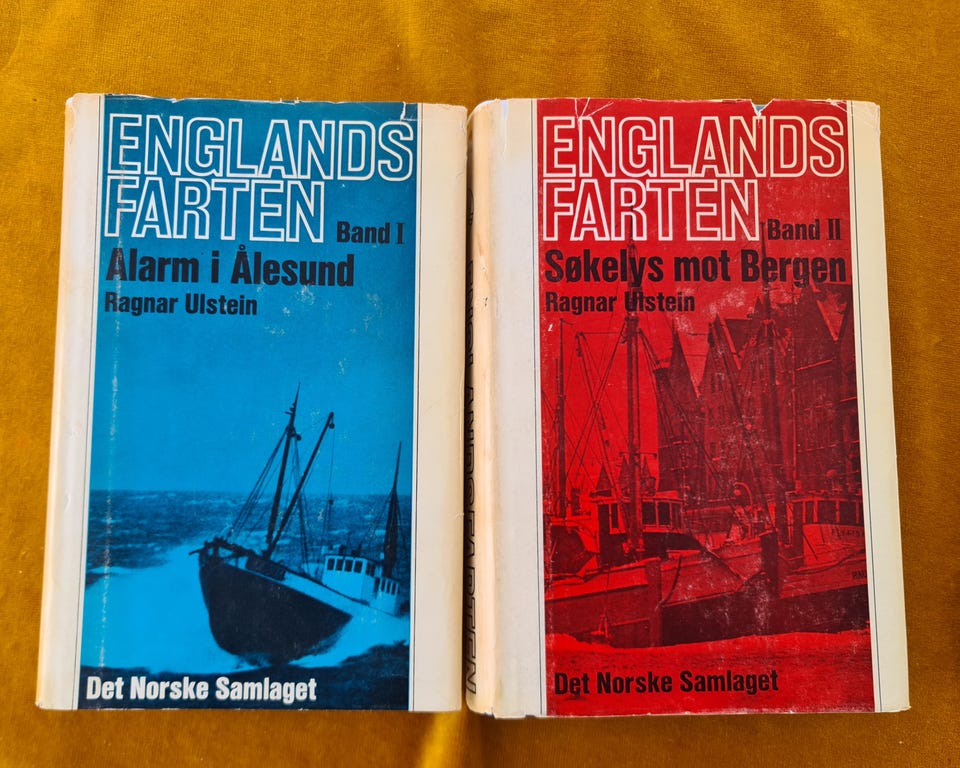 ENGLANDS
FARTEN
Band I
Alarm i Ålesund
Ragnar Ulstein
Det Norske Samlaget
ENGLANDS
FARTEN
Band II
Søkelys mot Bergen
Ragnar Ulstein
Det Norske Samlaget